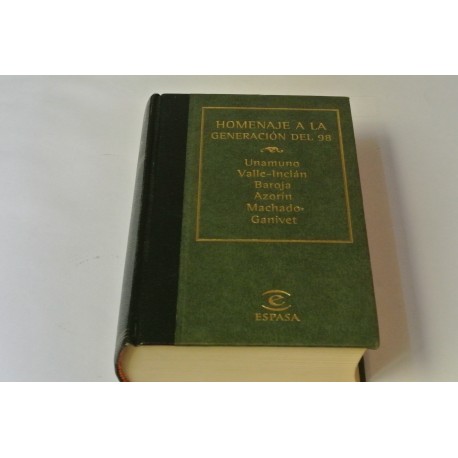 HOMENAJE A LA
GENERACIÓN DEL 98
Unamuno
Valle-Inclán
Baroja
Azorín
Machado
Ganivet
ESPASA